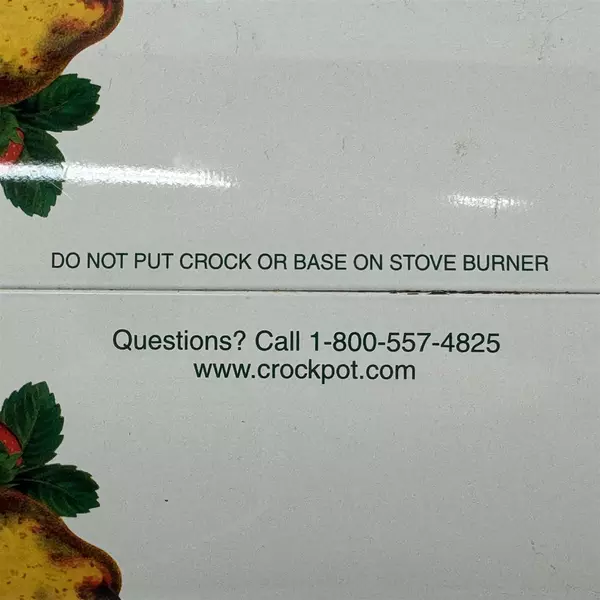 DO NOT PUT CROCK OR BASE ON STOVE BURNER
Questions? Call 1-800-557-4825
www.crockpot.com